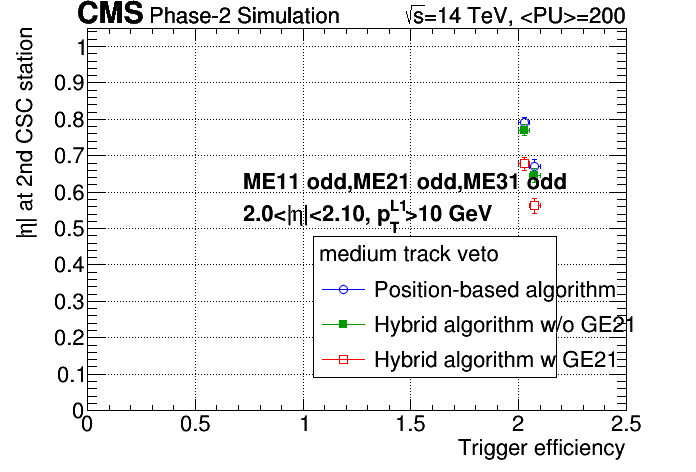 CMS Phase-2 Simulation √s=14 TeV, <PU>=200
|η| at 2nd CSC station
1
0.9
0.8
0.7
0.6
0.5
0.4
0.3
0.2
0.1
0
ME11 odd,ME21 odd,ME31 odd
2.0<|η|<2.10, p_T^L1>10 GeV
medium track veto
Position-based algorithm
Hybrid algorithm w/o GE21
Hybrid algorithm w GE21
0 0.5 1 1.5 2 2.5
Trigger efficiency